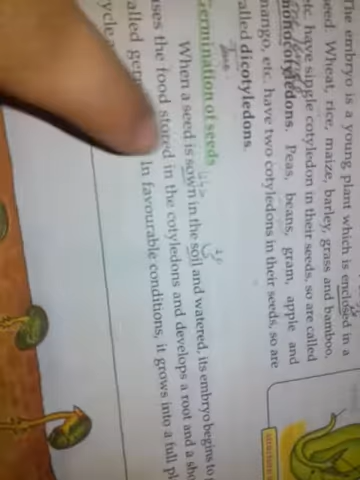 The embryo is a young plant which is enclosed in a
seed. Wheat, rice, maize, barley, grass and bamboo,
etc. have single cotyledon in their seeds, so are called
monocotyledons. Peas, beans, gram, apple and
mango, etc. have two cotyledons in their seeds, so are
called dicotyledons.
Germination of seeds
When a seed is sown in the soil and watered, its embryo begins to
uses the food stored in the cotyledons and develops a root and a
called In favourable conditions, it grows into a full